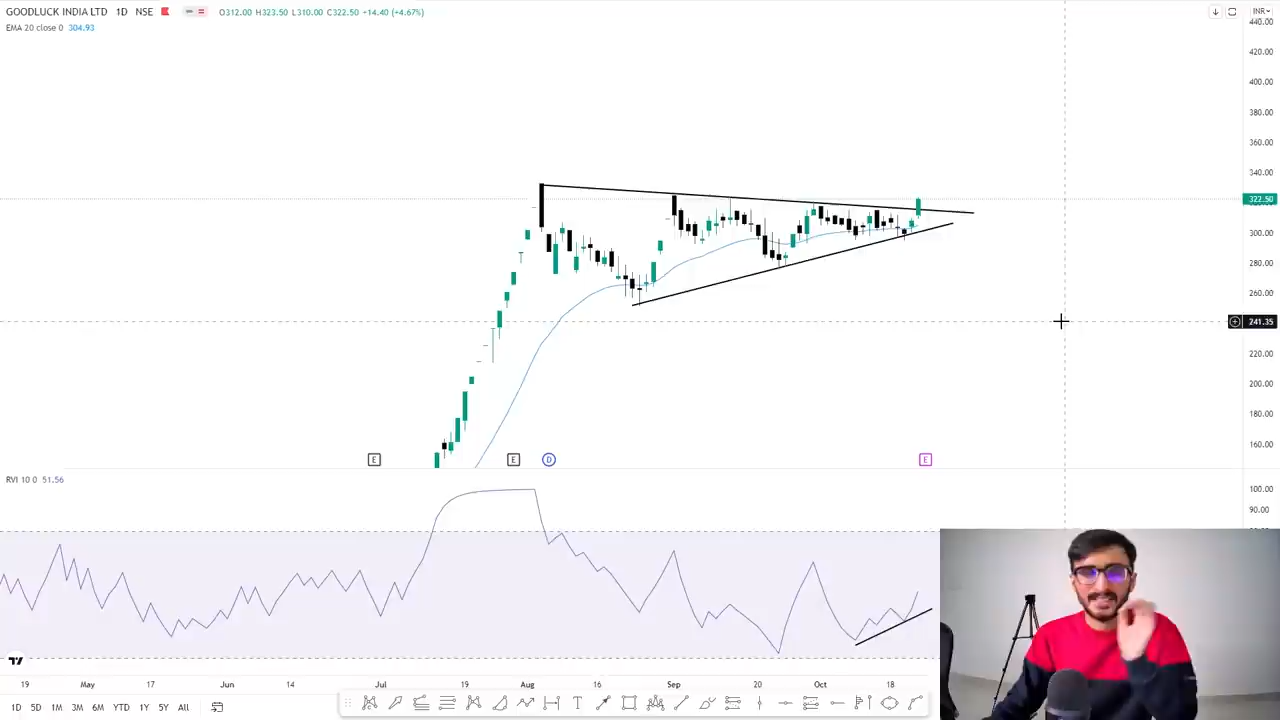 GOODLUCK INDIA LTD 1D NSE O312.00 H323.50 L310.00 C322.50 +14.40 (+4.67%) INR
EMA 20 close 0 304.93
440.00
420.00
400.00
380.00
360.00
340.00
322.50
300.00
280.00
260.00
241.35
220.00
200.00
180.00
160.00
E E D E
RVI 10 0 51.56
100.00
90.00
19 May 17 Jun 14 Jul 19 Aug 16 Sep 20 Oct 18
1D 5D 1M 3M 6M YTD 1Y 5Y All T